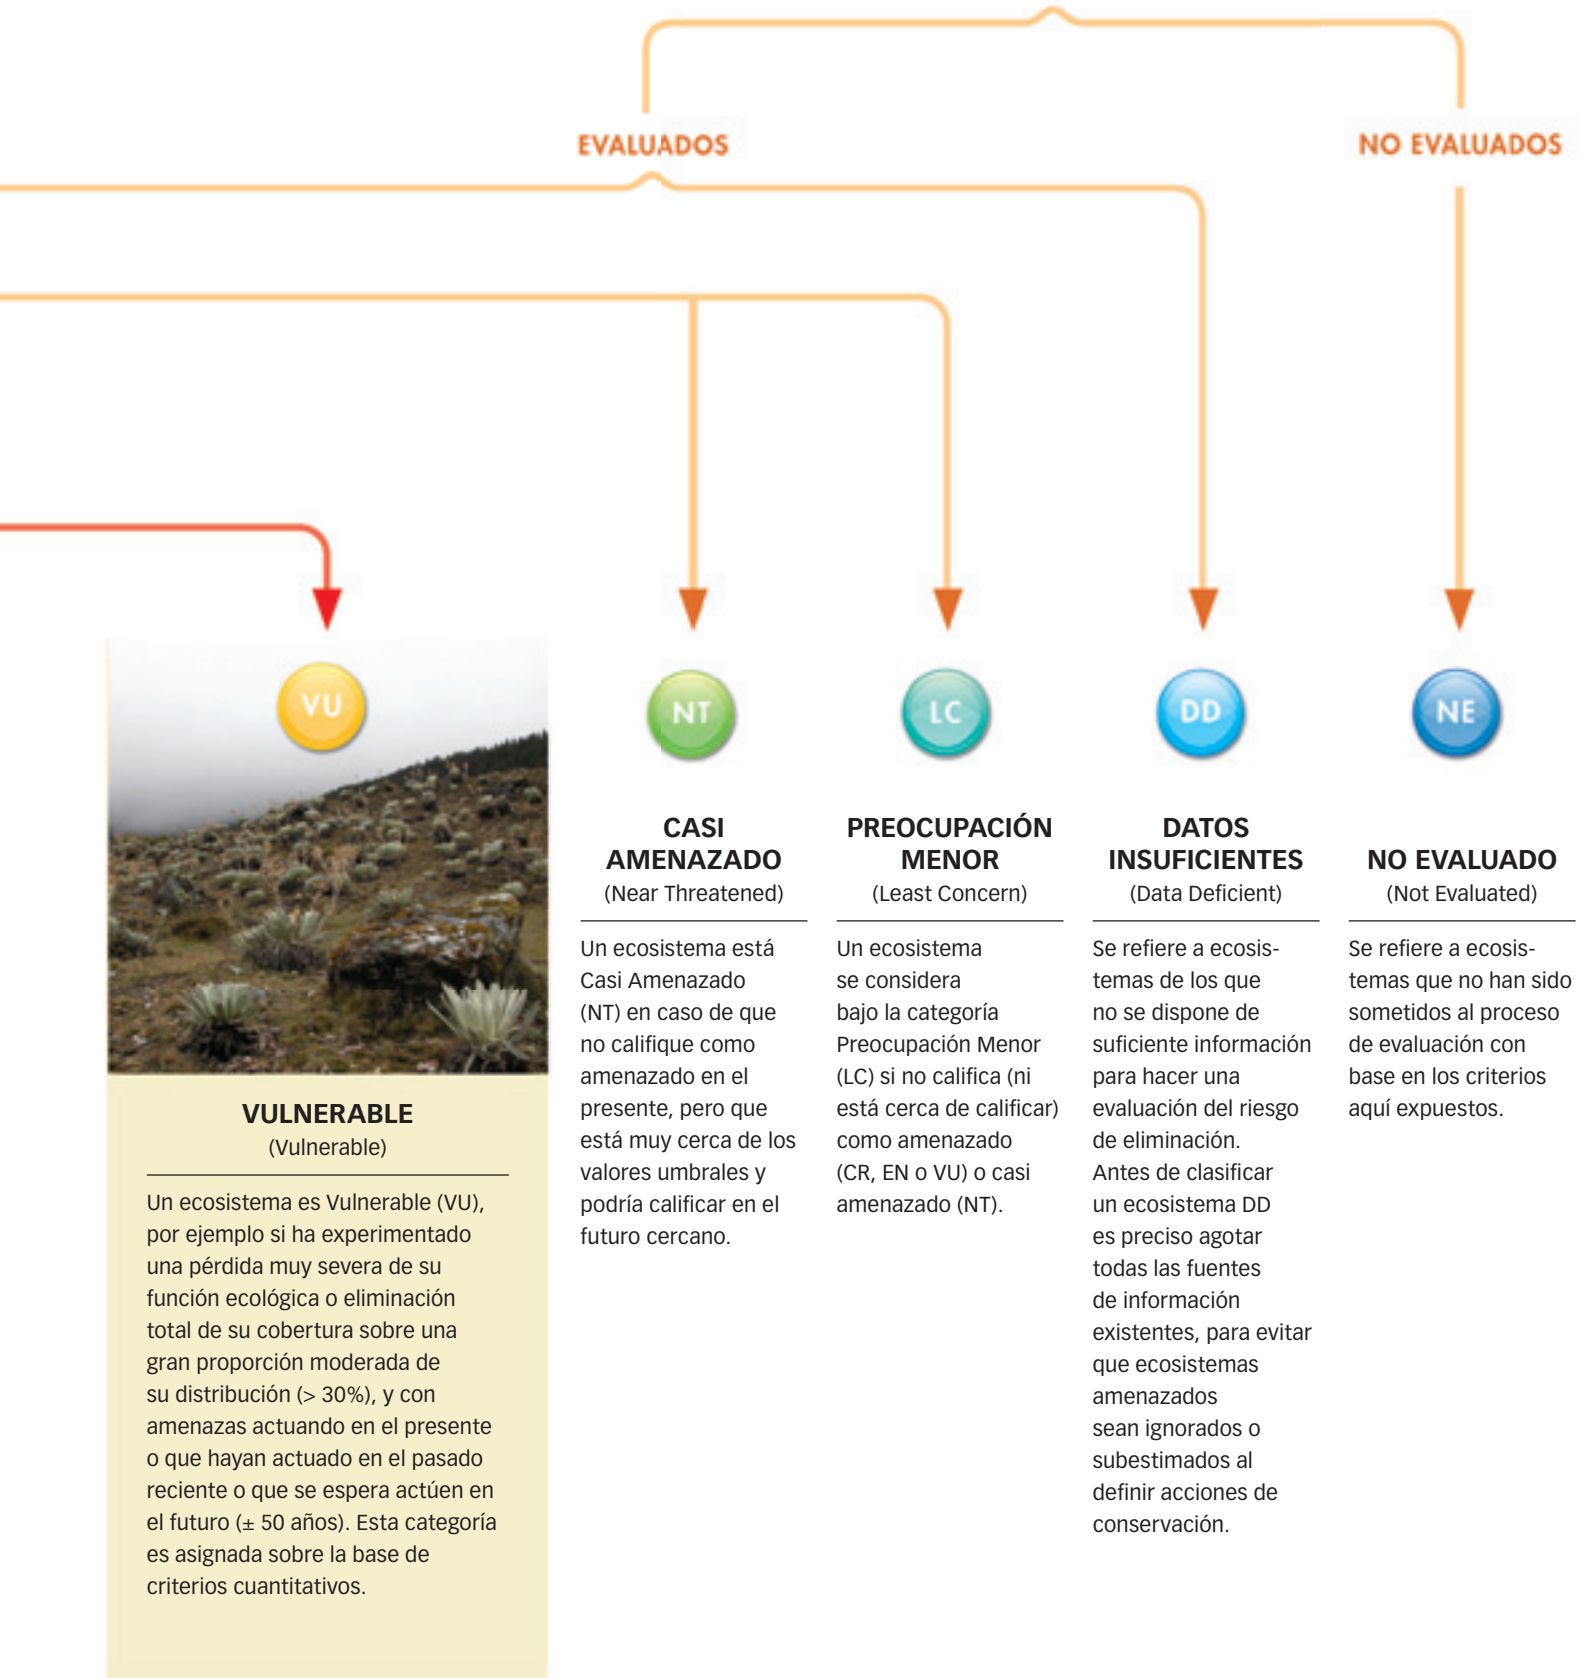 EVALUADOS
NO EVALUADOS
VU
VULNERABLE
(Vulnerable)
Un ecosistema es Vulnerable (VU),
por ejemplo si ha experimentado
una pérdida muy severa de su
función ecológica o eliminación
total de su cobertura sobre una
gran proporción moderada de
su distribución (> 30%), y con
amenazas actuando en el presente
o que hayan actuado en el pasado
reciente o que se espera actúen en
el futuro (± 50 años). Esta categoría
es asignada sobre la base de
criterios cuantitativos.
NT
CASI
AMENAZADO
(Near Threatened)
Un ecosistema está
Casi Amenazado
(NT) en caso de que
no califique como
amenazado en el
presente, pero que
está muy cerca de los
valores umbrales y
podría calificar en el
futuro cercano.
LC
PREOCUPACIÓN
MENOR
(Least Concern)
Un ecosistema
se considera
bajo la categoría
Preocupación Menor
(LC) si no califica (ni
está cerca de calificar)
como amenazado
(CR, EN o VU) o casi
amenazado (NT).
DD
DATOS
INSUFICIENTES
(Data Deficient)
Se refiere a ecosis-
temas de los que
no se dispone de
suficiente información
para hacer una
evaluación del riesgo
de eliminación.
Antes de clasificar
un ecosistema DD
es preciso agotar
todas las fuentes
de información
existentes, para evitar
que ecosistemas
amenazados
sean ignorados o
subestimados al
definir acciones de
conservación.
NE
NO EVALUADO
(Not Evaluated)
Se refiere a ecosis-
temas que no han sido
sometidos al proceso
de evaluación con
base en los criterios
aquí expuestos.